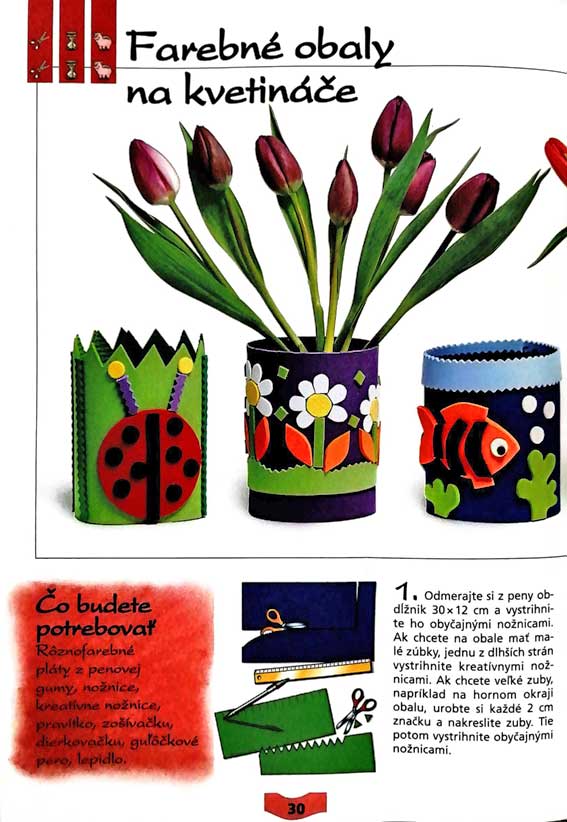 Farebné obaly
na kvetináče
Čo budete
potrebovať
Rôznofarebné
pláty z penovej
gumy, nožnice,
kreatívne nožnice,
pravítko, zošívačku,
dierkovačku, guľôčkové
pero, lepidlo.
1. Odmerajte si z peny ob-
dĺžnik 30 × 12 cm a vystrihni-
te ho obyčajnými nožnicami.
Ak chcete na obale mať ma-
lé zúbky, jednu z dlhších strán
vystrihnite kreatívnymi nož-
nicami. Ak chcete veľké zuby,
napríklad na hornom okraji
obalu, urobte si každé 2 cm
značku a nakreslite zuby. Tie
potom vystrihnite obyčajnými
nožnicami.
30